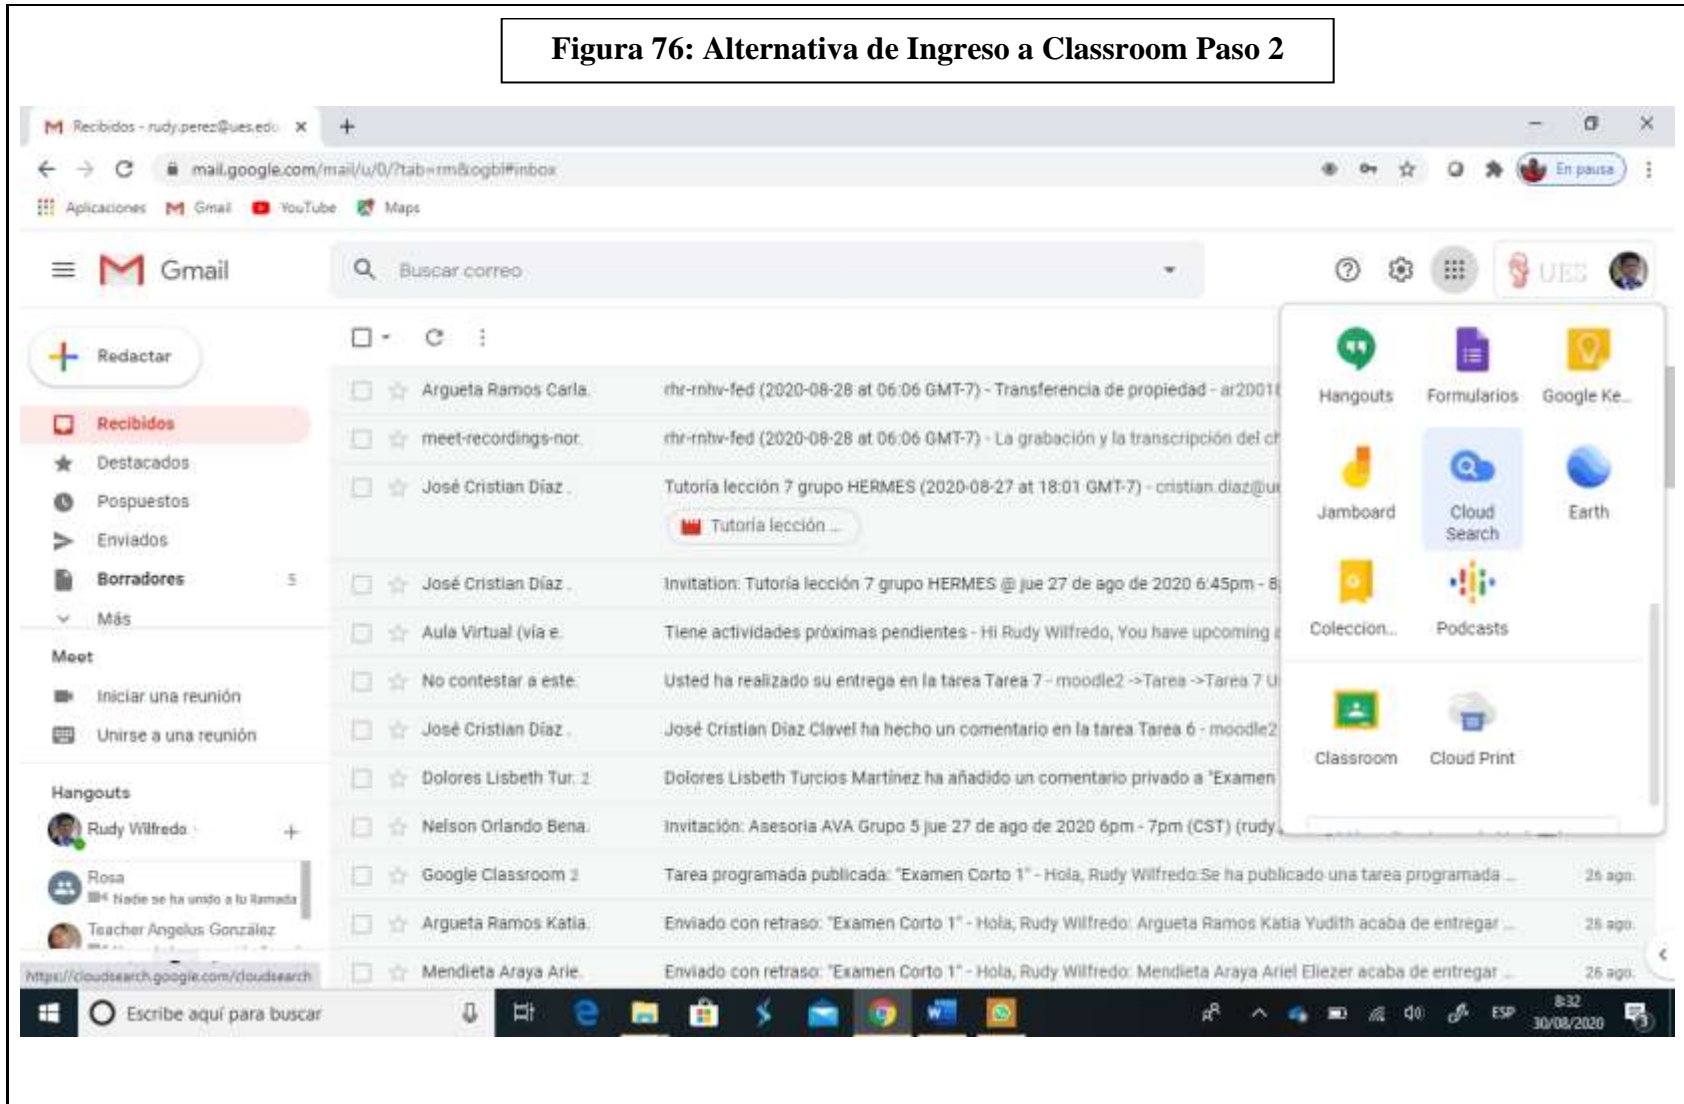 Figura 76: Alternativa de Ingreso a Classroom Paso 2
Recibidos - rudy.perez@ues.edu
mail.google.com/mail/u/0/?tab=rm&ogbl#inbox
En pausa
Aplicaciones Gmail YouTube Maps
Gmail
Buscar correo
UES
Redactar
Recibidos
Destacados
Pospuestos
Enviados
Borradores 5
Más
Meet
Iniciar una reunión
Unirse a una reunión
Hangouts
Rudy Wilfredo
Rosa
Nadie se ha unido a tu llamada
Teacher Angelus González
https://cloudsearch.google.com/cloudsearch
Argueta Ramos Carla. rhr-rnhv-fed (2020-08-28 at 06:06 GMT-7) - Transferencia de propiedad - ar20010
meet-recordings-nor. rhr-rnhv-fed (2020-08-28 at 06:06 GMT-7) - La grabación y la transcripción del ch
José Cristian Díaz . Tutoría lección 7 grupo HERMES (2020-08-27 at 18:01 GMT-7) - cristian.diaz@ue
Tutoría lección ...
José Cristian Díaz . Invitation: Tutoría lección 7 grupo HERMES @ jue 27 de ago de 2020 6:45pm - 8
Aula Virtual (vía e. Tiene actividades próximas pendientes - Hi Rudy Wilfredo, You have upcoming
No contestar a este. Usted ha realizado su entrega en la tarea Tarea 7 - moodle2 ->Tarea ->Tarea 7 U
José Cristian Díaz . José Cristian Díaz Clavel ha hecho un comentario en la tarea Tarea 6 - moodle2
Dolores Lisbeth Tur. 2 Dolores Lisbeth Turcios Martínez ha añadido un comentario privado a "Examen
Nelson Orlando Bena. Invitación: Asesoria AVA Grupo 5 jue 27 de ago de 2020 6pm - 7pm (CST) (rudy
Google Classroom 2 Tarea programada publicada: "Examen Corto 1" - Hola, Rudy Wilfredo:Se ha publicado una tarea programada ... 26 ago.
Argueta Ramos Katia. Enviado con retraso: "Examen Corto 1" - Hola, Rudy Wilfredo: Argueta Ramos Katia Yudith acaba de entregar ... 26 ago.
Mendieta Araya Arie. Enviado con retraso: "Examen Corto 1" - Hola, Rudy Wilfredo: Mendieta Araya Ariel Eliezer acaba de entregar ... 26 ago.
Hangouts Formularios Google Ke...
Jamboard Cloud Search Earth
Coleccion... Podcasts
Classroom Cloud Print
Escribe aquí para buscar
ESP
8:32
30/08/2020
3